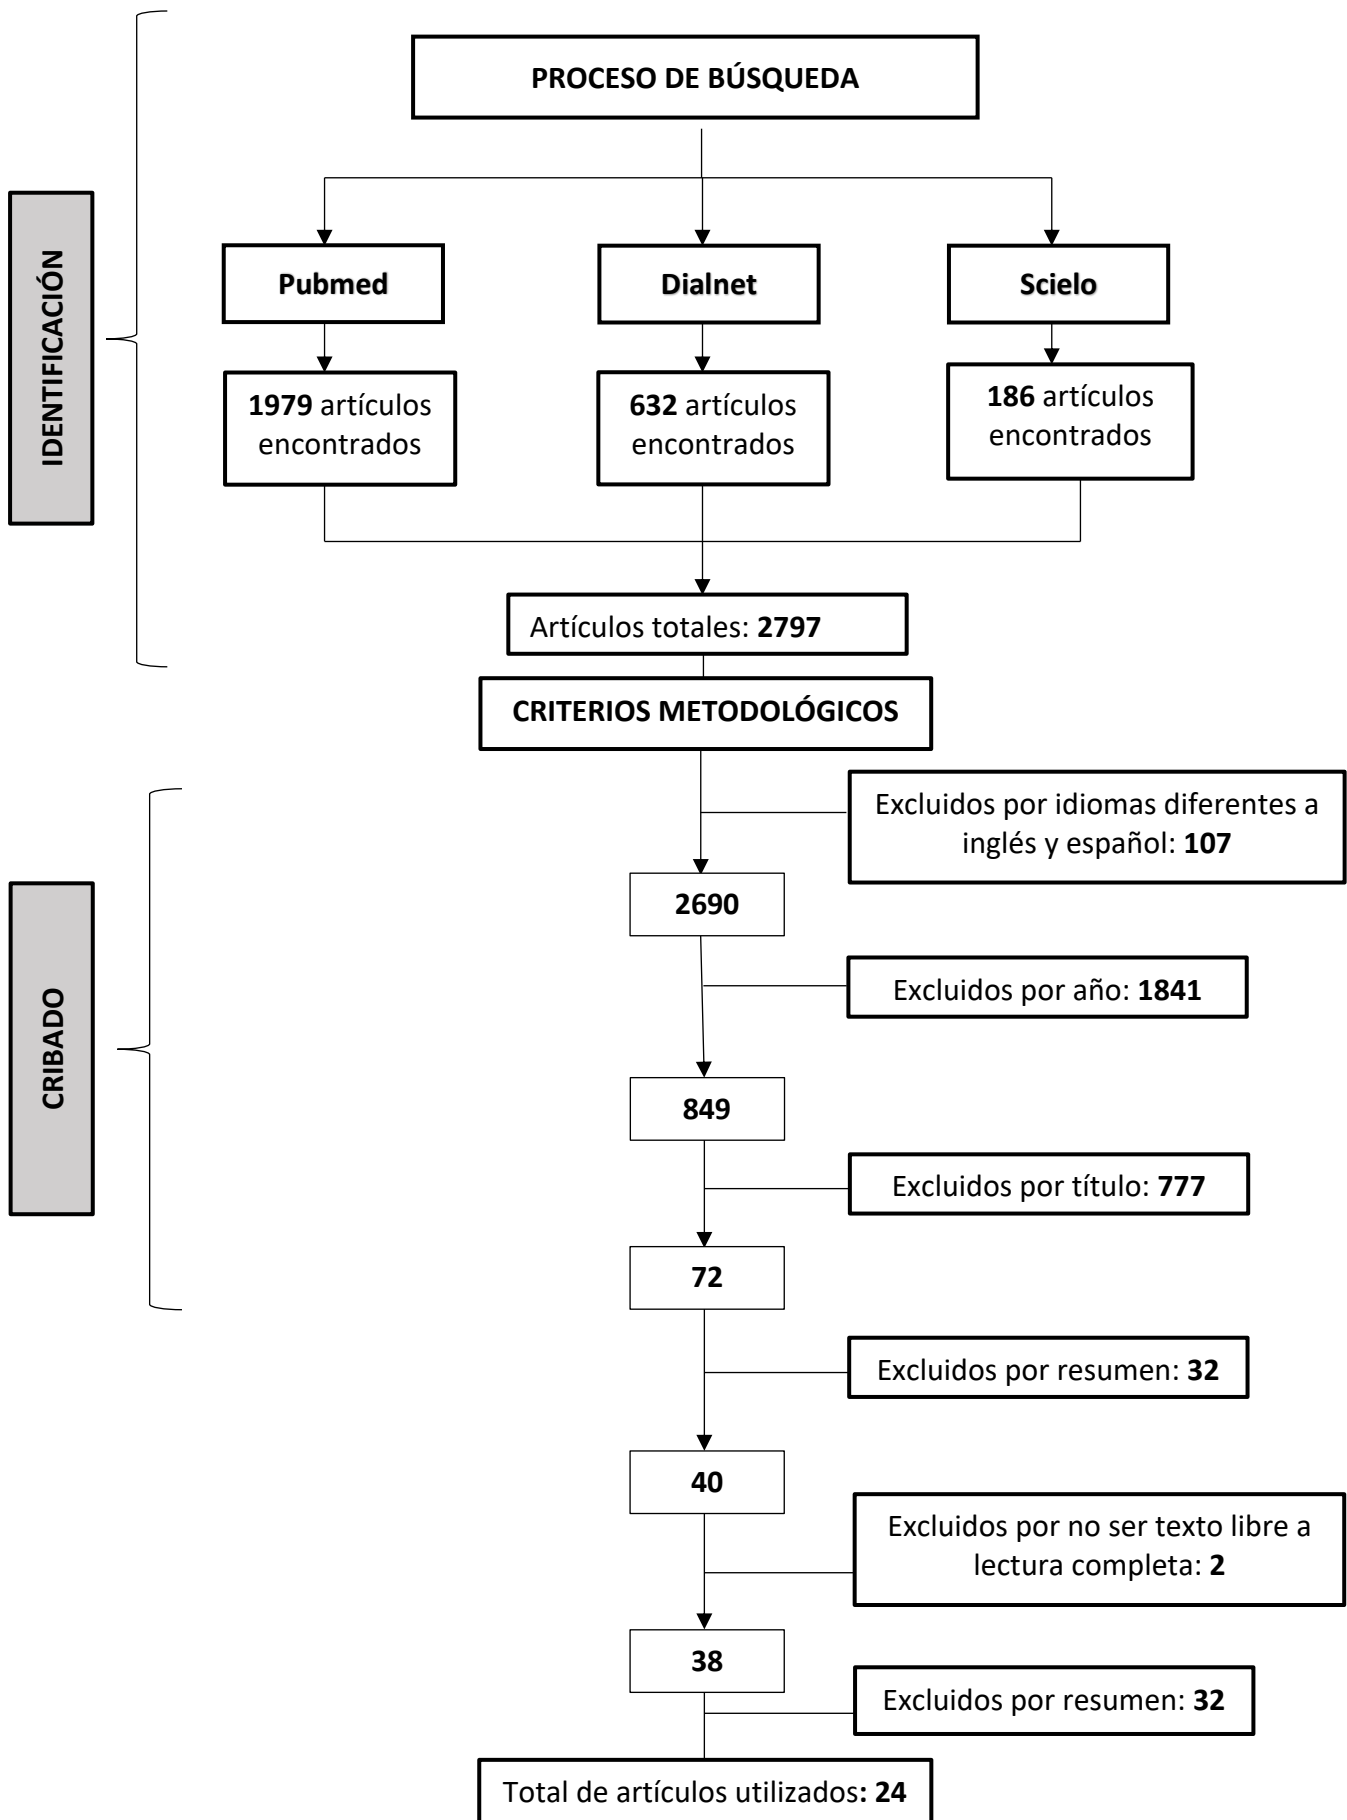 PROCESO DE BÚSQUEDA
IDENTIFICACIÓN
Pubmed
Dialnet
Scielo
1979 artículos
encontrados
632 artículos
encontrados
186 artículos
encontrados
Artículos totales: 2797
CRITERIOS METODOLÓGICOS
Excluidos por idiomas diferentes a
inglés y español: 107
2690
CRIBADO
Excluidos por año: 1841
849
Excluidos por título: 777
72
Excluidos por resumen: 32
40
Excluidos por no ser texto libre a
lectura completa: 2
38
Excluidos por resumen: 32
Total de artículos utilizados: 24